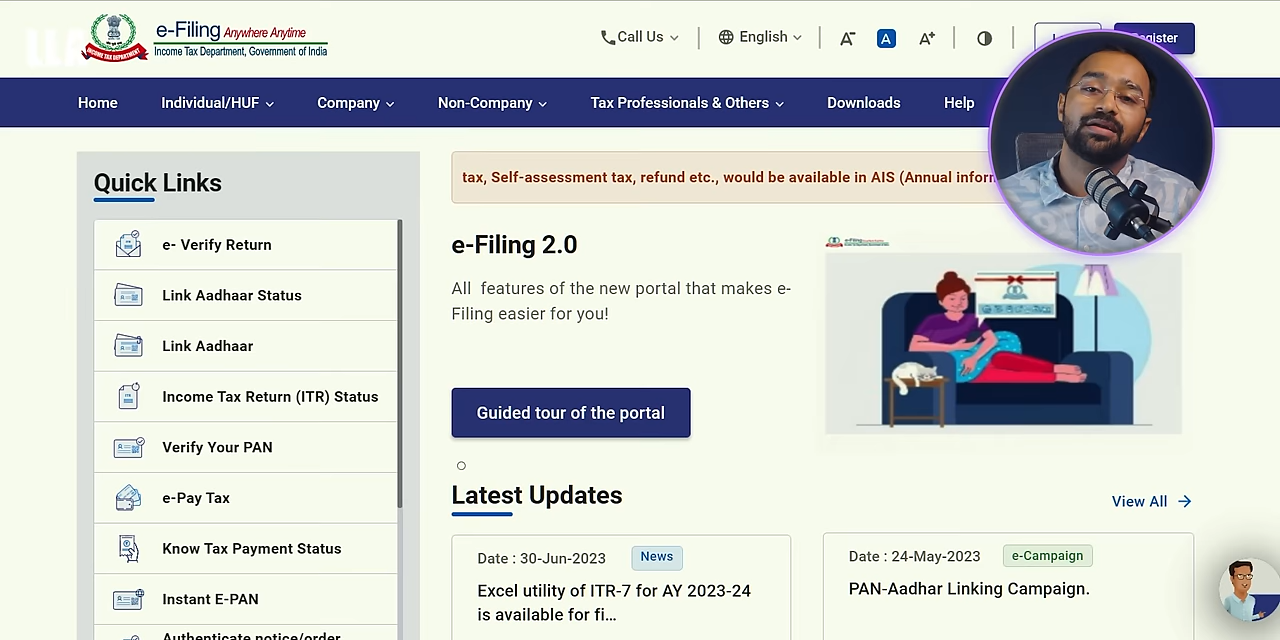 LLA
e-Filing Anywhere Anytime
Income Tax Department, Government of India
Call Us
English
A-
A
A+
Home
Individual/HUF
Company
Non-Company
Tax Professionals & Others
Downloads
Help
Quick Links
e- Verify Return
Link Aadhaar Status
Link Aadhaar
Income Tax Return (ITR) Status
Verify Your PAN
e-Pay Tax
Know Tax Payment Status
Instant E-PAN
Authenticate notice/order
tax, Self-assessment tax, refund etc., would be available in AIS (Annual
e-Filing 2.0
All features of the new portal that makes e-
Filing easier for you!
Guided tour of the portal
Latest Updates
View All
Date : 30-Jun-2023
News
Excel utility of ITR-7 for AY 2023-24
is available for fi...
Date : 24-May-2023
e-Campaign
PAN-Aadhar Linking Campaign.